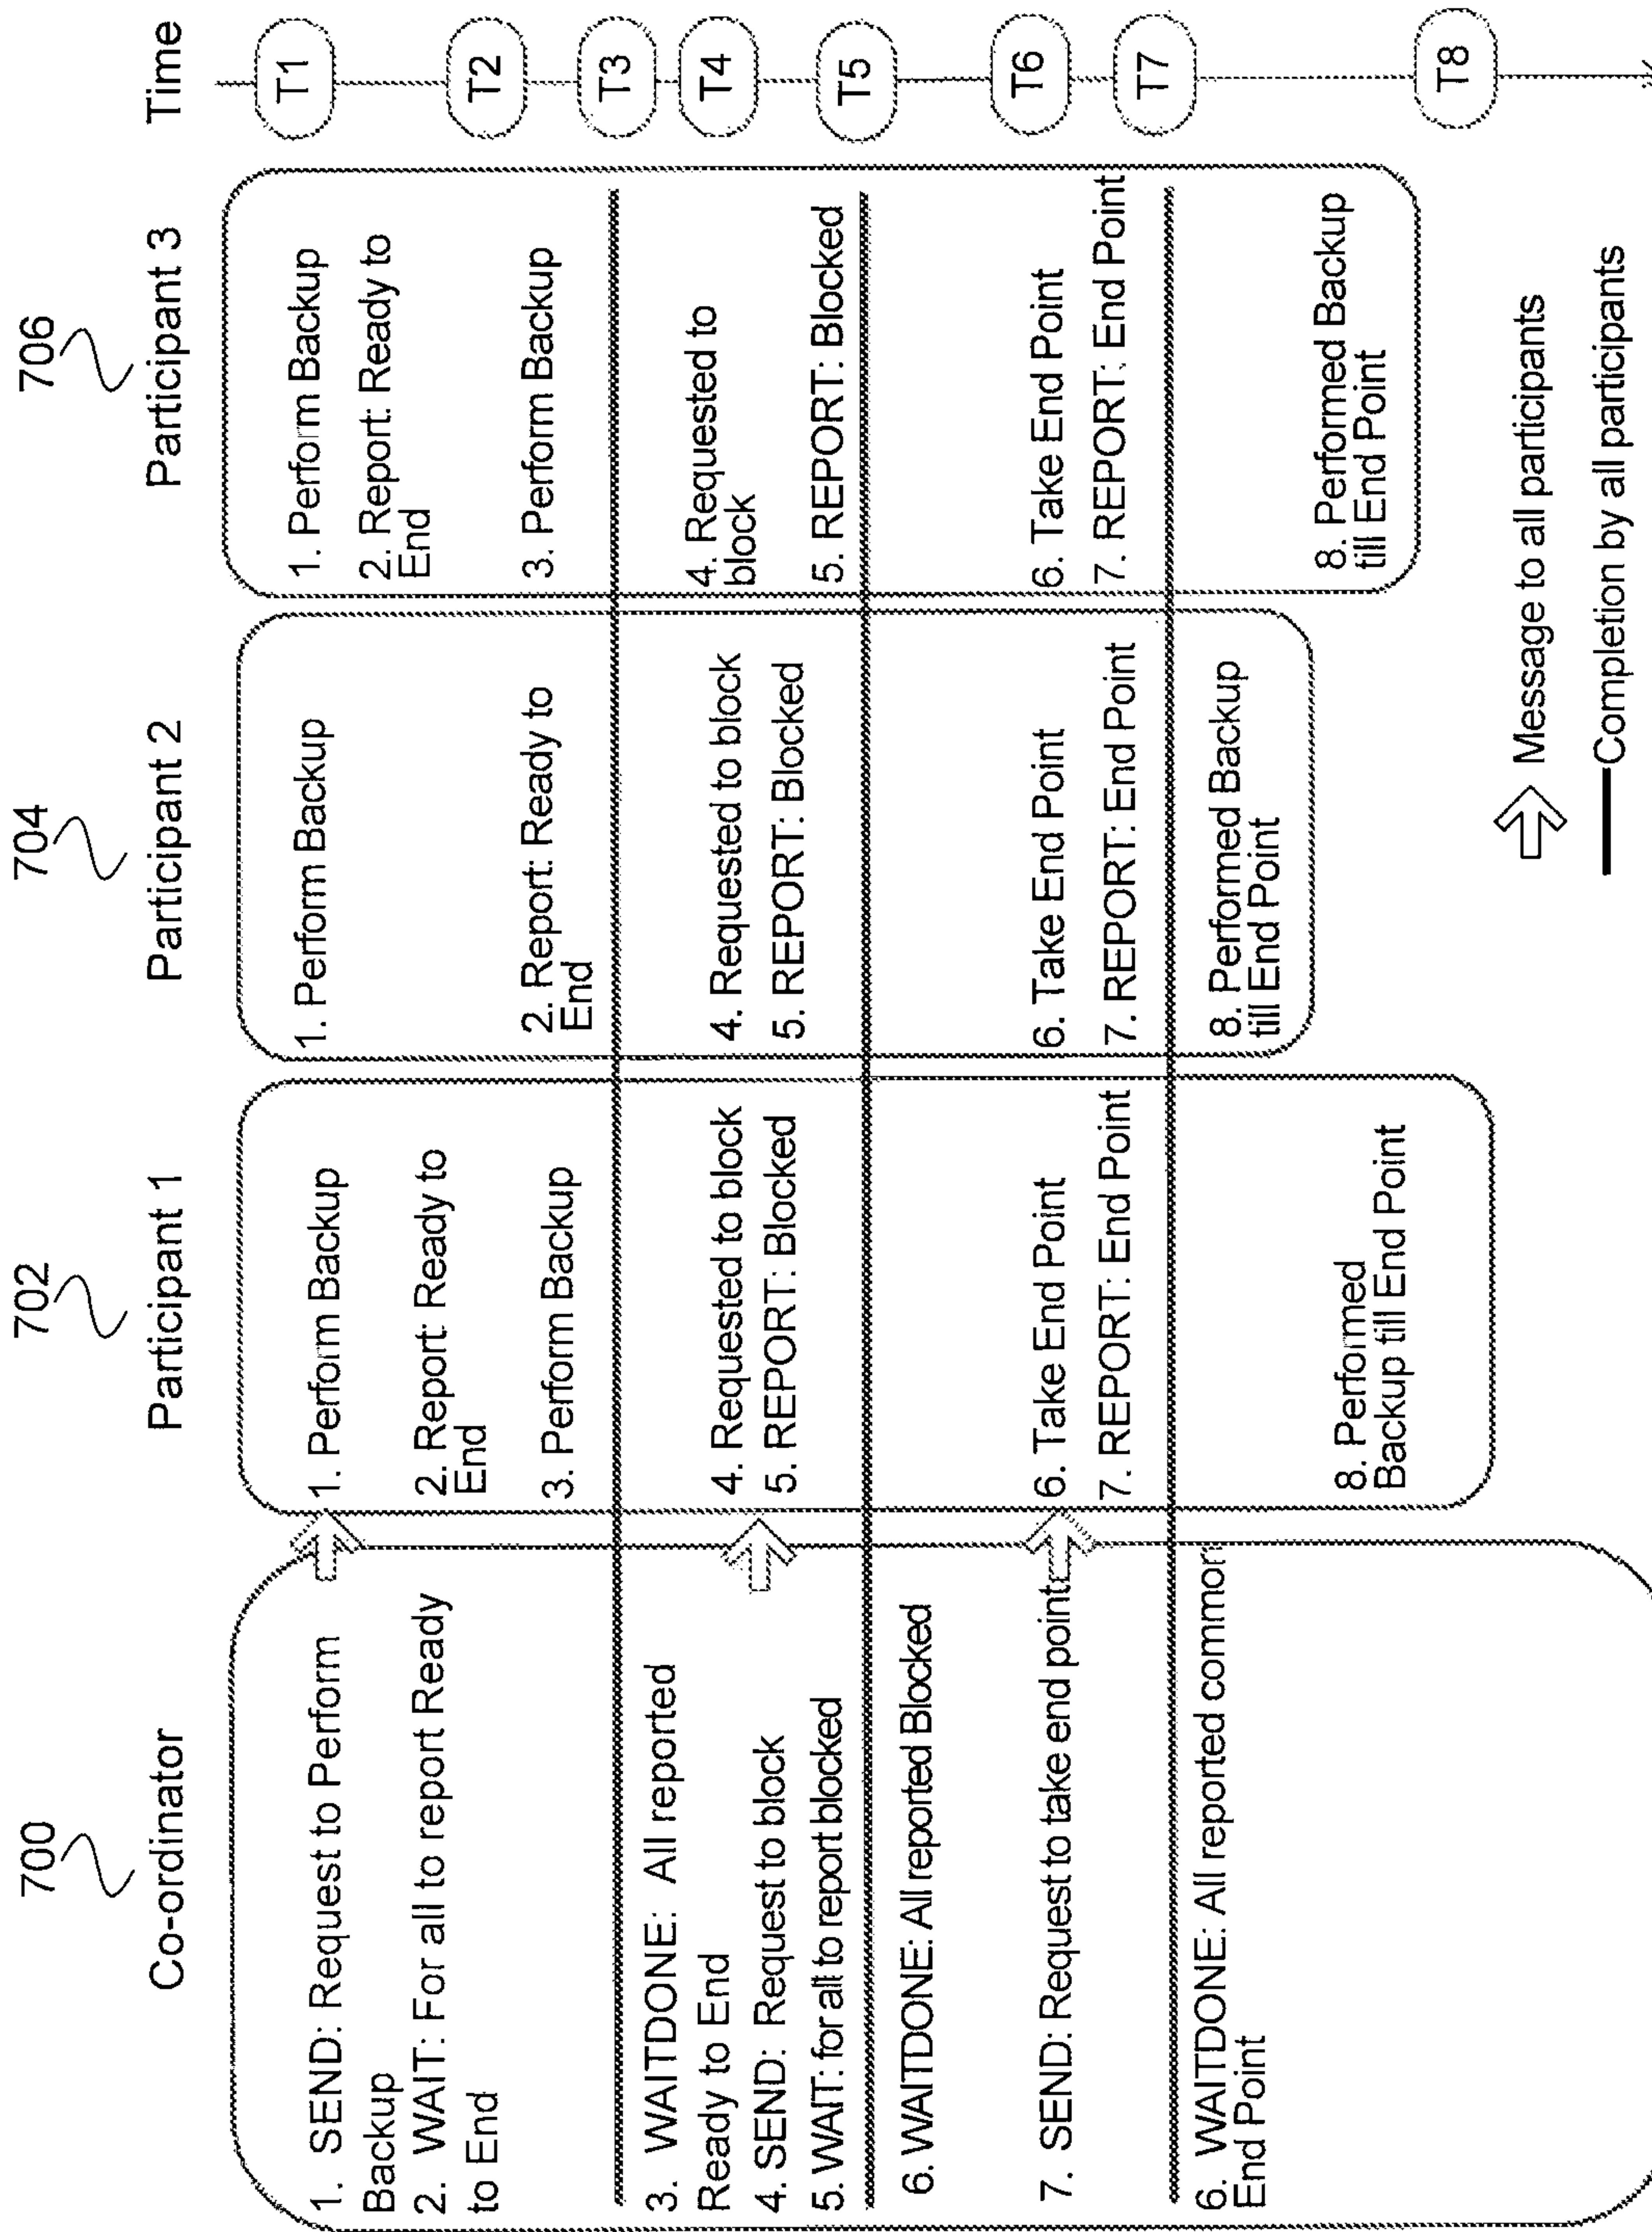 700
Co-ordinator
1. SEND: Request to Perform
Backup
2. WAIT: For all to report Ready
to End
3. WAITDONE: All reported
Ready to End
4. SEND: Request to block
5. WAIT: for all to report blocked
6. WAITDONE: All reported Blocked
7. SEND: Request to take end point
6. WAITDONE: All reported common
End Point
702
Participant 1
1. Perform Backup
2. Report: Ready to
End
3. Perform Backup
4. Requested to block
5. REPORT: Blocked
6. Take End Point
7. REPORT: End Point
8. Performed
Backup till End Point
704
Participant 2
1. Perform Backup
2. Report: Ready to
End
4. Requested to block
5. REPORT: Blocked
6. Take End Point
7. REPORT: End Point
8. Performed Backup
till End Point
706
Participant 3
1. Perform Backup
2. Report: Ready to
End
3. Perform Backup
4. Requested to
block
5. REPORT: Blocked
6. Take End Point
7. REPORT: End Point
8. Performed Backup
till End Point
Time
T1
T2
T3
T4
T5
T6
T7
T8
Message to all participants
Completion by all participants